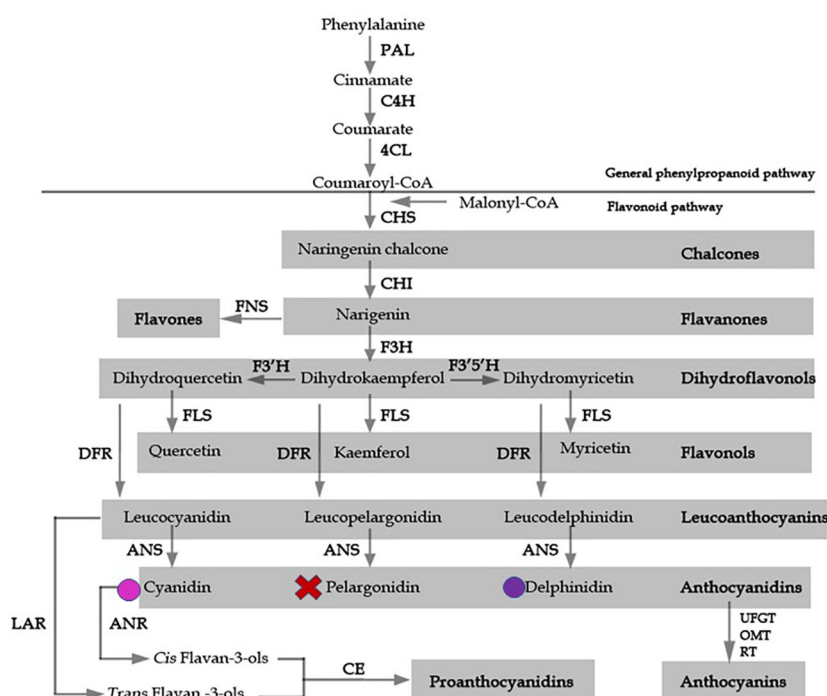 Phenylalanine
PAL
Cinnamate
C4H
Coumarate
4CL
Coumaroyl-CoA
General phenylpropanoid pathway
Malonyl-CoA
Flavonoid pathway
CHS
Naringenin chalcone
Chalcones
CHI
Flavones
FNS
Narigenin
Flavanones
F3H
Dihydroquercetin
F3'H
Dihydrokaempferol
F3'5'H
Dihydromyricetin
Dihydroflavonols
FLS
FLS
FLS
DFR
Quercetin
DFR
Kaemferol
DFR
Myricetin
Flavonols
Leucocyanidin
Leucopelargonidin
Leucodelphinidin
Leucoanthocyanins
ANS
ANS
ANS
Cyanidin
Pelargonidin
Delphinidin
Anthocyanidins
LAR
ANR
UFGT
OMT
RT
Cis Flavan-3-ols
CE
Proanthocyanidins
Anthocyanins
Trans Flavan -3-ols